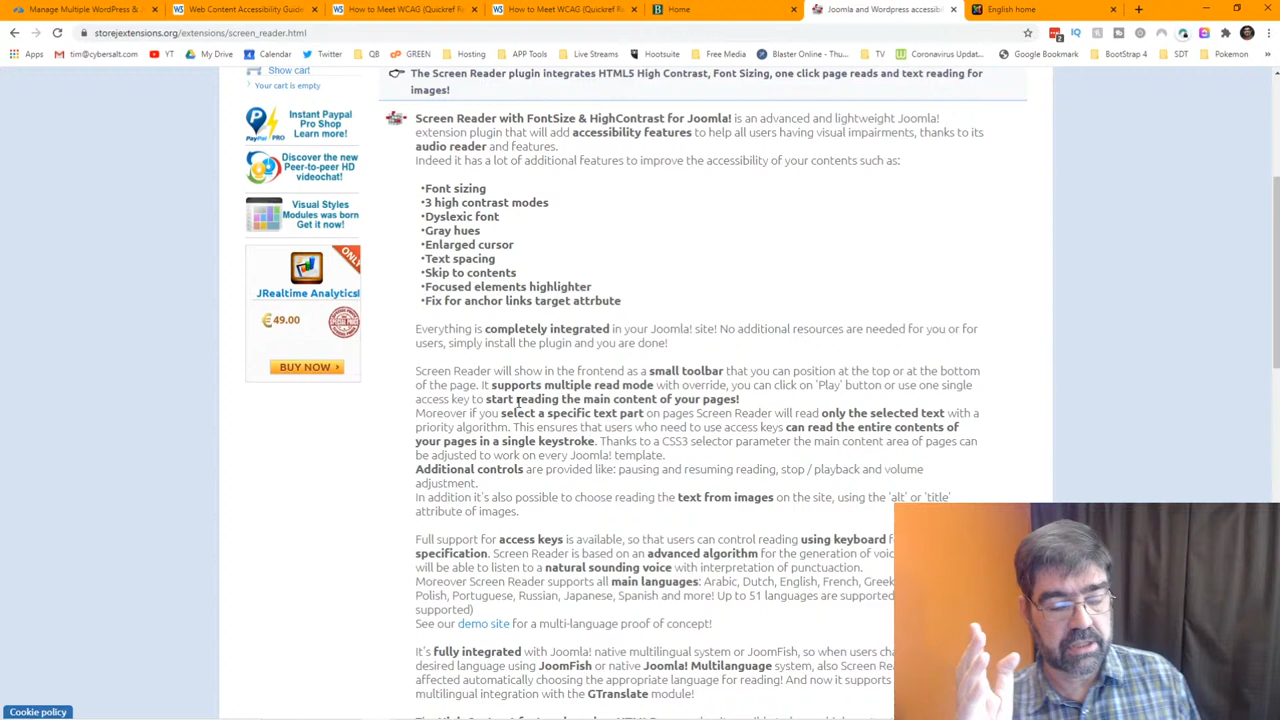 Manage Multiple WordPress & J
Web Content Accessibility Guide
How to Meet WCAG (Quickref R
How to Meet WCAG (Quickref R
Home
Joomla and Wordpress accessib
English home
storejextensions.org/extensions/screen_reader.html
Apps
tim@cybersalt.com
YT
My Drive
Calendar
Twitter
QB
GREEN
Hosting
APP Tools
Live Streams
Hootsuite
Free Media
Blaster Online - Thu...
TV
Coronavirus Updat...
Google Bookmark
BootStrap 4
SDT
Pokemon
Show cart
Your cart is empty
Instant Paypal
Pro Shop
Learn more!
PayPal PRO
Discover the new
Peer-to-peer HD
videochat!
Visual Styles
Modules was born
Get it now!
ONLY
JRealtime Analytics!
€ 49.00
SPECIAL PRICE
BUY NOW
The Screen Reader plugin integrates HTML5 High Contrast, Font Sizing, one click page reads and text reading for
images!
Screen Reader with FontSize & HighContrast for Joomla! is an advanced and lightweight Joomla!
extension plugin that will add accessibility features to help all users having visual impairments, thanks to its
audio reader and features.
Indeed it has a lot of additional features to improve the accessibility of your contents such as:
•Font sizing
•3 high contrast modes
•Dyslexic font
•Gray hues
•Enlarged cursor
•Text spacing
•Skip to contents
•Focused elements highlighter
•Fix for anchor links target attrbute
Everything is completely integrated in your Joomla! site! No additional resources are needed for you or for
users, simply install the plugin and you are done!
Screen Reader will show in the frontend as a small toolbar that you can position at the top or at the bottom
of the page. It supports multiple read mode with override, you can click on 'Play' button or use one single
access key to start reading the main content of your pages!
Moreover if you select a specific text part on pages Screen Reader will read only the selected text with a
priority algorithm. This ensures that users who need to use access keys can read the entire contents of
your pages in a single keystroke. Thanks to a CSS3 selector parameter the main content area of pages can
be adjusted to work on every Joomla! template.
Additional controls are provided like: pausing and resuming reading, stop / playback and volume
adjustment.
In addition it's also possible to choose reading the text from images on the site, using the 'alt' or 'title'
attribute of images.
Full support for access keys is available, so that users can control reading using keyboard
specification. Screen Reader is based on an advanced algorithm for the generation of
will be able to listen to a natural sounding voice with interpretation of punctuaction.
Moreover Screen Reader supports all main languages: Arabic, Dutch, English, French, Greek
Polish, Portuguese, Russian, Japanese, Spanish and more! Up to 51 languages are supported
supported)
See our demo site for a multi-language proof of concept!
It's fully integrated with Joomla! native multilingual system or JoomFish, so when users
desired language using JoomFish or native Joomla! Multilanguage system, also Screen
affected automatically choosing the appropriate language for reading! And now it supports
multilingual integration with the GTranslate module!
Cookie policy